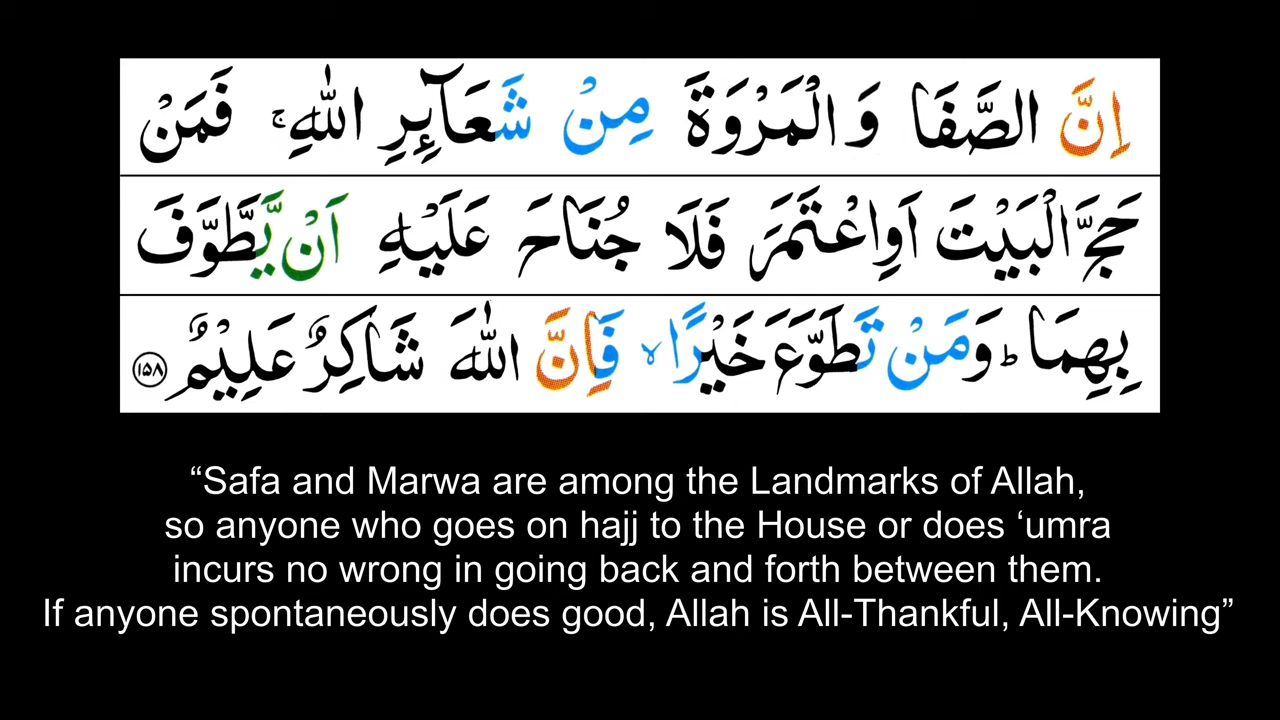 اِنَّ الصَّفَا وَالْمَرْوَةَ مِنْ شَعَآئِرِ اللّٰهِ ۚ فَمَنْ
حَجَّ الْبَيْتَ اَوِاعْتَمَرَ فَلَا جُنَاحَ عَلَيْهِ اَنْ يَّطَّوَّفَ
بِهِمَا ؕ وَمَنْ تَطَوَّعَ خَيْرًا ۙ فَاِنَّ اللّٰهَ شَاكِرٌ عَلِيْمٌ ۝۱۵۸
“Safa and Marwa are among the Landmarks of Allah,
so anyone who goes on hajj to the House or does ‘umra
incurs no wrong in going back and forth between them.
If anyone spontaneously does good, Allah is All-Thankful, All-Knowing”